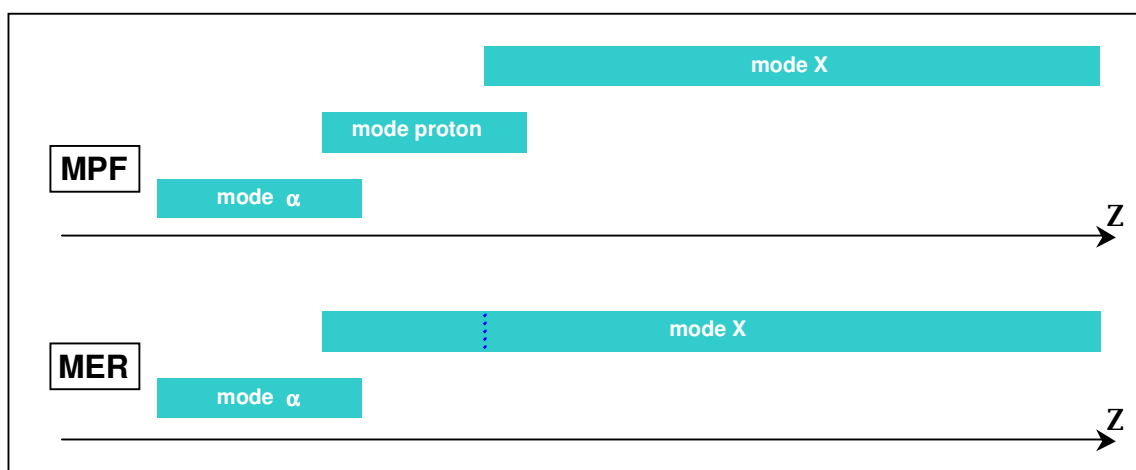 mode X
mode proton
MPF
mode α
Z
mode X
MER
mode α
Z